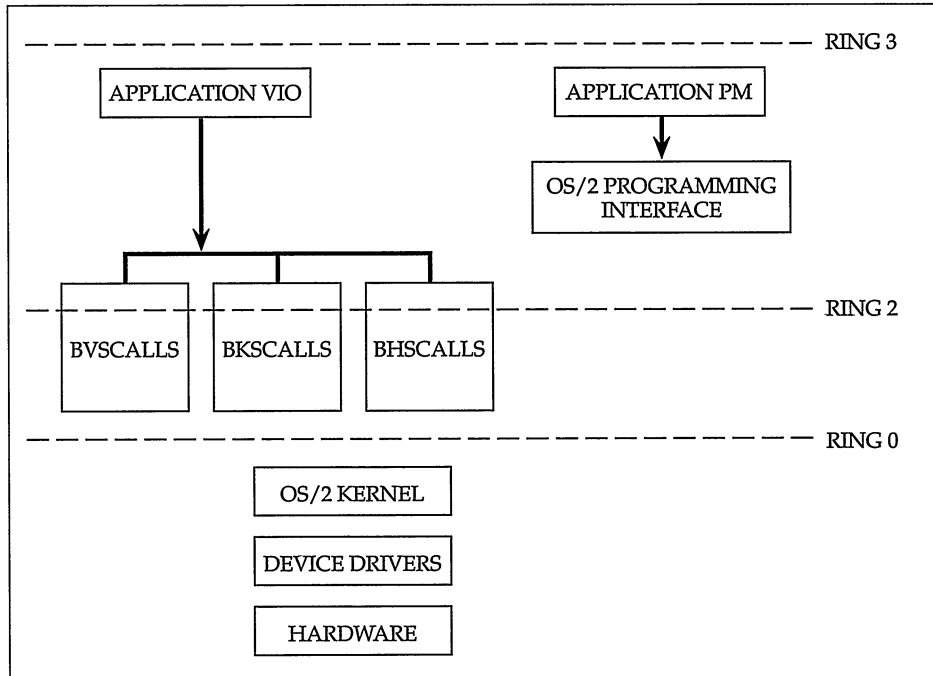 RING 3
APPLICATION VIO
APPLICATION PM
OS/2 PROGRAMMING
INTERFACE
RING 2
BVSCALLS
BKSCALLS
BHSCALLS
RING 0
OS/2 KERNEL
DEVICE DRIVERS
HARDWARE